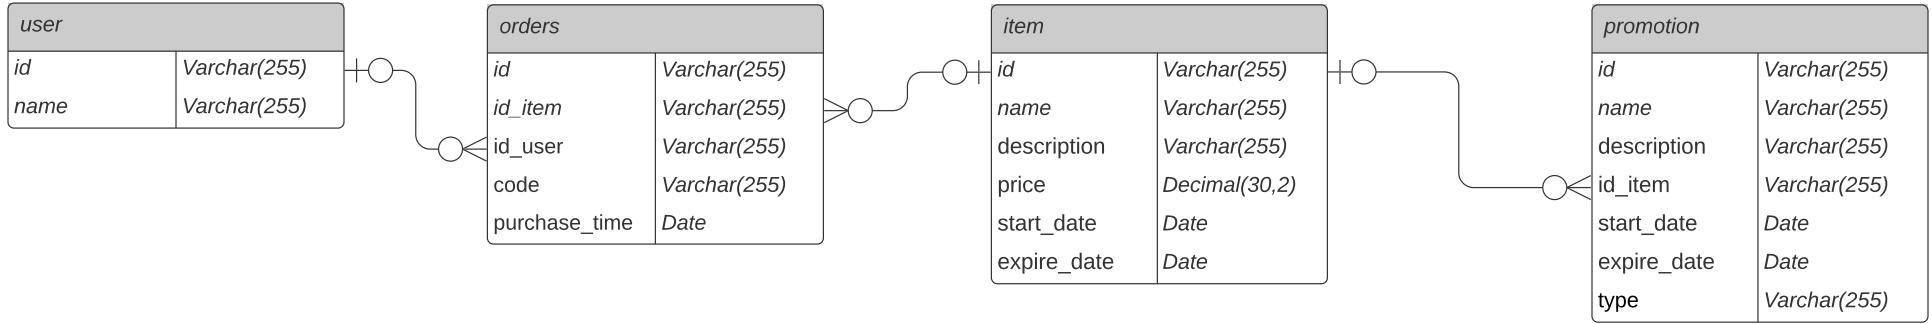 user
id Varchar(255)
name Varchar(255)
orders
id Varchar(255)
id_item Varchar(255)
id_user Varchar(255)
code Varchar(255)
purchase_time Date
item
id Varchar(255)
name Varchar(255)
description Varchar(255)
price Decimal(30,2)
start_date Date
expire_date Date
promotion
id Varchar(255)
name Varchar(255)
description Varchar(255)
id_item Varchar(255)
start_date Date
expire_date Date
type Varchar(255)